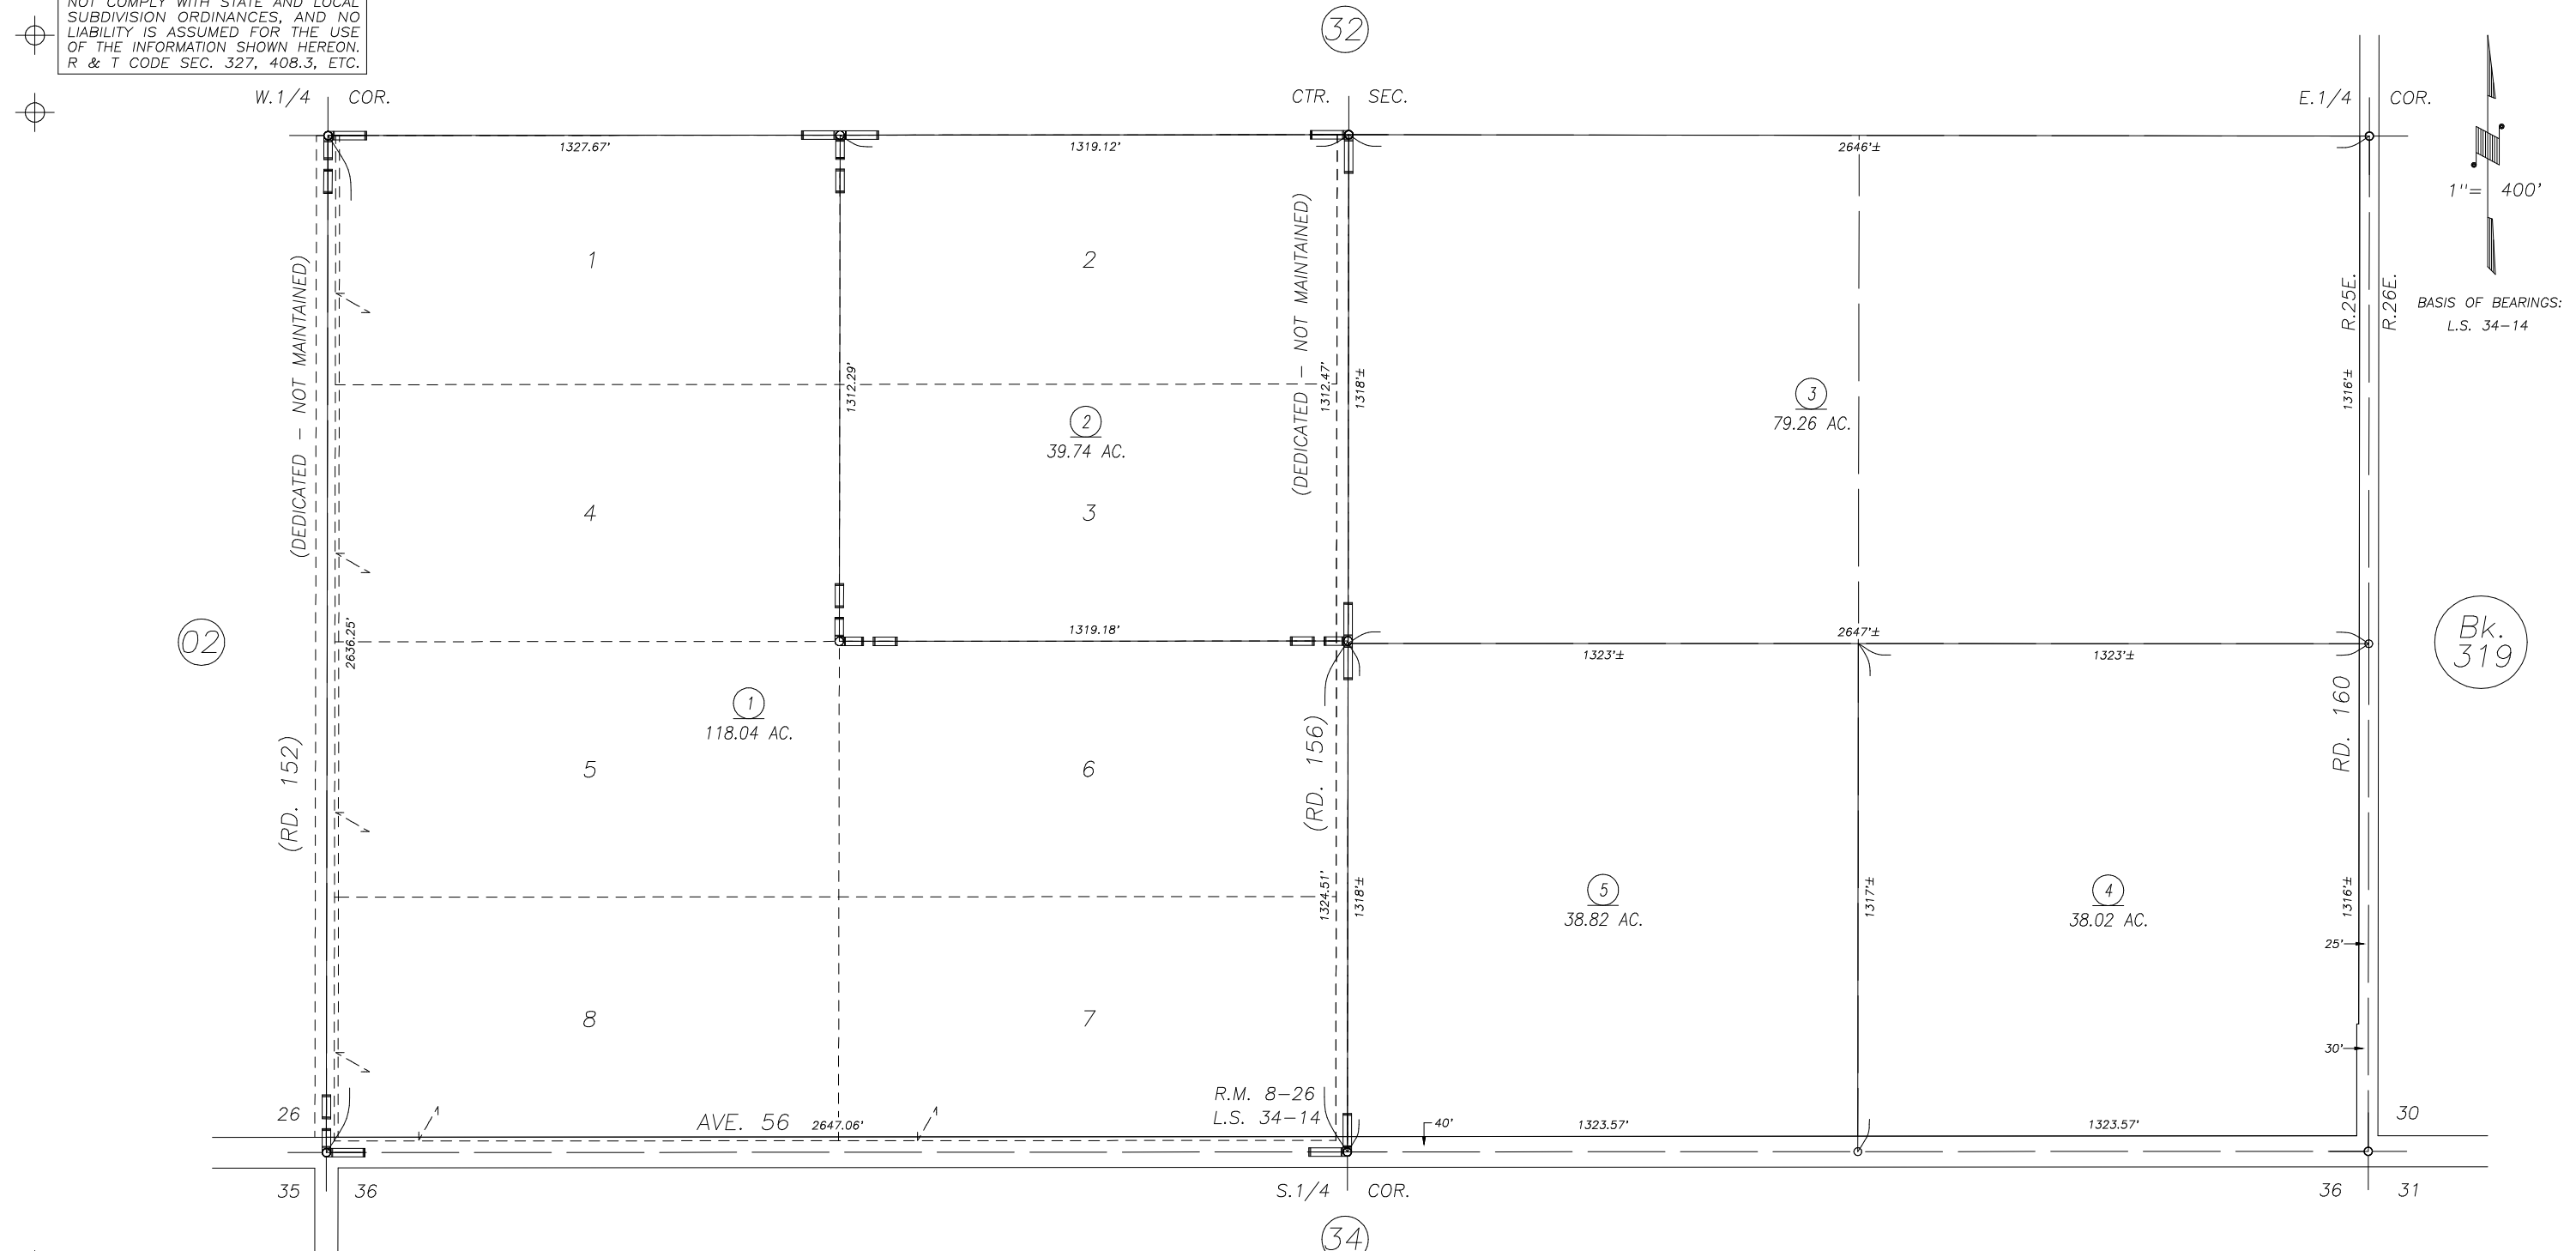 NOT COMPLY WITH STATE AND LOCAL
SUBDIVISION ORDINANCES, AND NO
LIABILITY IS ASSUMED FOR THE USE
OF THE INFORMATION SHOWN HEREON.
R & T CODE SEC. 327, 408.3, ETC.
32
W.1/4 COR.
CTR. SEC.
E.1/4 COR.
1327.67'
1319.12'
2646'±
1"= 400'
BASIS OF BEARINGS:
L.S. 34-14
R.25E.
R.26E.
1
2
(DEDICATED - NOT MAINTAINED)
(DEDICATED - NOT MAINTAINED)
1312.29'
1312.47'
1318'±
1316'±
2
39.74 AC.
3
79.26 AC.
4
3
02
2636.25'
1319.18'
2647'±
1323'±
1323'±
Bk.
319
1
118.04 AC.
(RD. 152)
(RD. 156)
RD. 160
5
6
1324.51'
1318'±
1317'±
1316'±
5
38.82 AC.
4
38.02 AC.
25'
30'
8
7
1
1
26
AVE. 56
2647.06'
R.M. 8-26
L.S. 34-14
40'
1323.57'
1323.57'
30
35
36
S.1/4 COR.
36
31
34